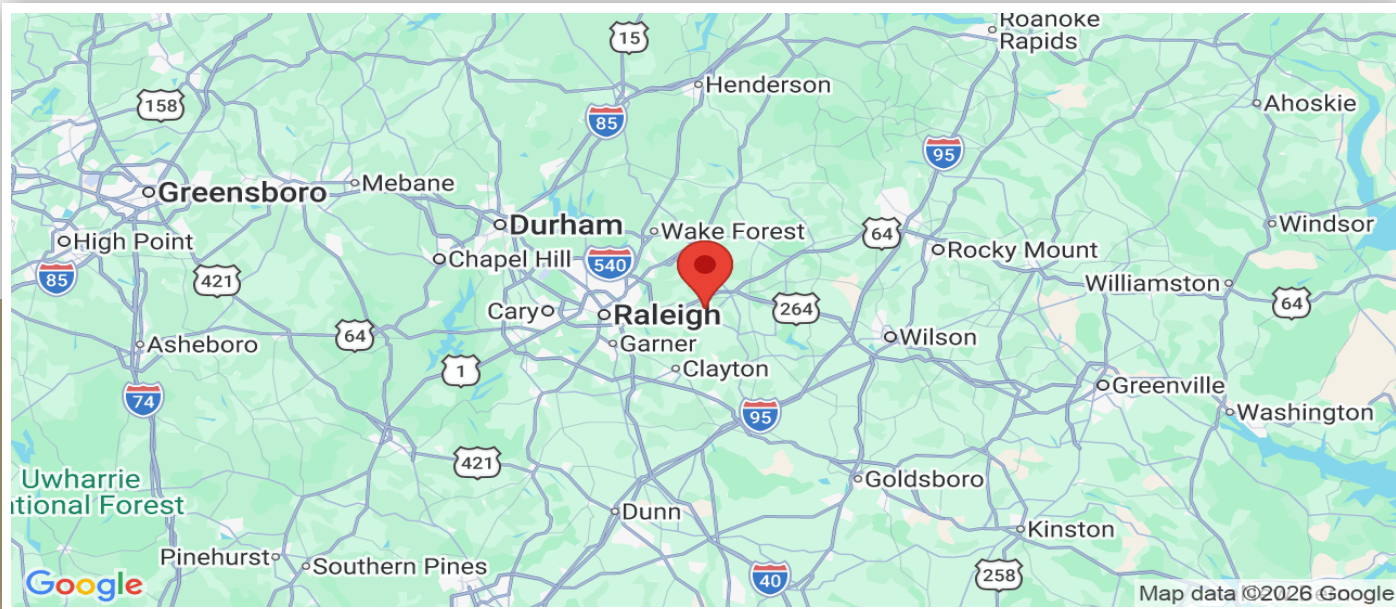 Roanoke
Rapids
15
Henderson
158
85
Ahoskie
95
Mebane
Greensboro
Durham
Wake Forest
Windsor
High Point
64
Rocky Mount
Chapel Hill
540
85
421
Williamston
64
Cary
Raleigh
264
64
Asheboro
Garner
Wilson
1
Clayton
Greenville
74
95
Washington
421
Uwharrie
tional Forest
Goldsboro
Dunn
Kinston
Pinehurst
Southern Pines
40
258
Google
Map data ©2026 Google